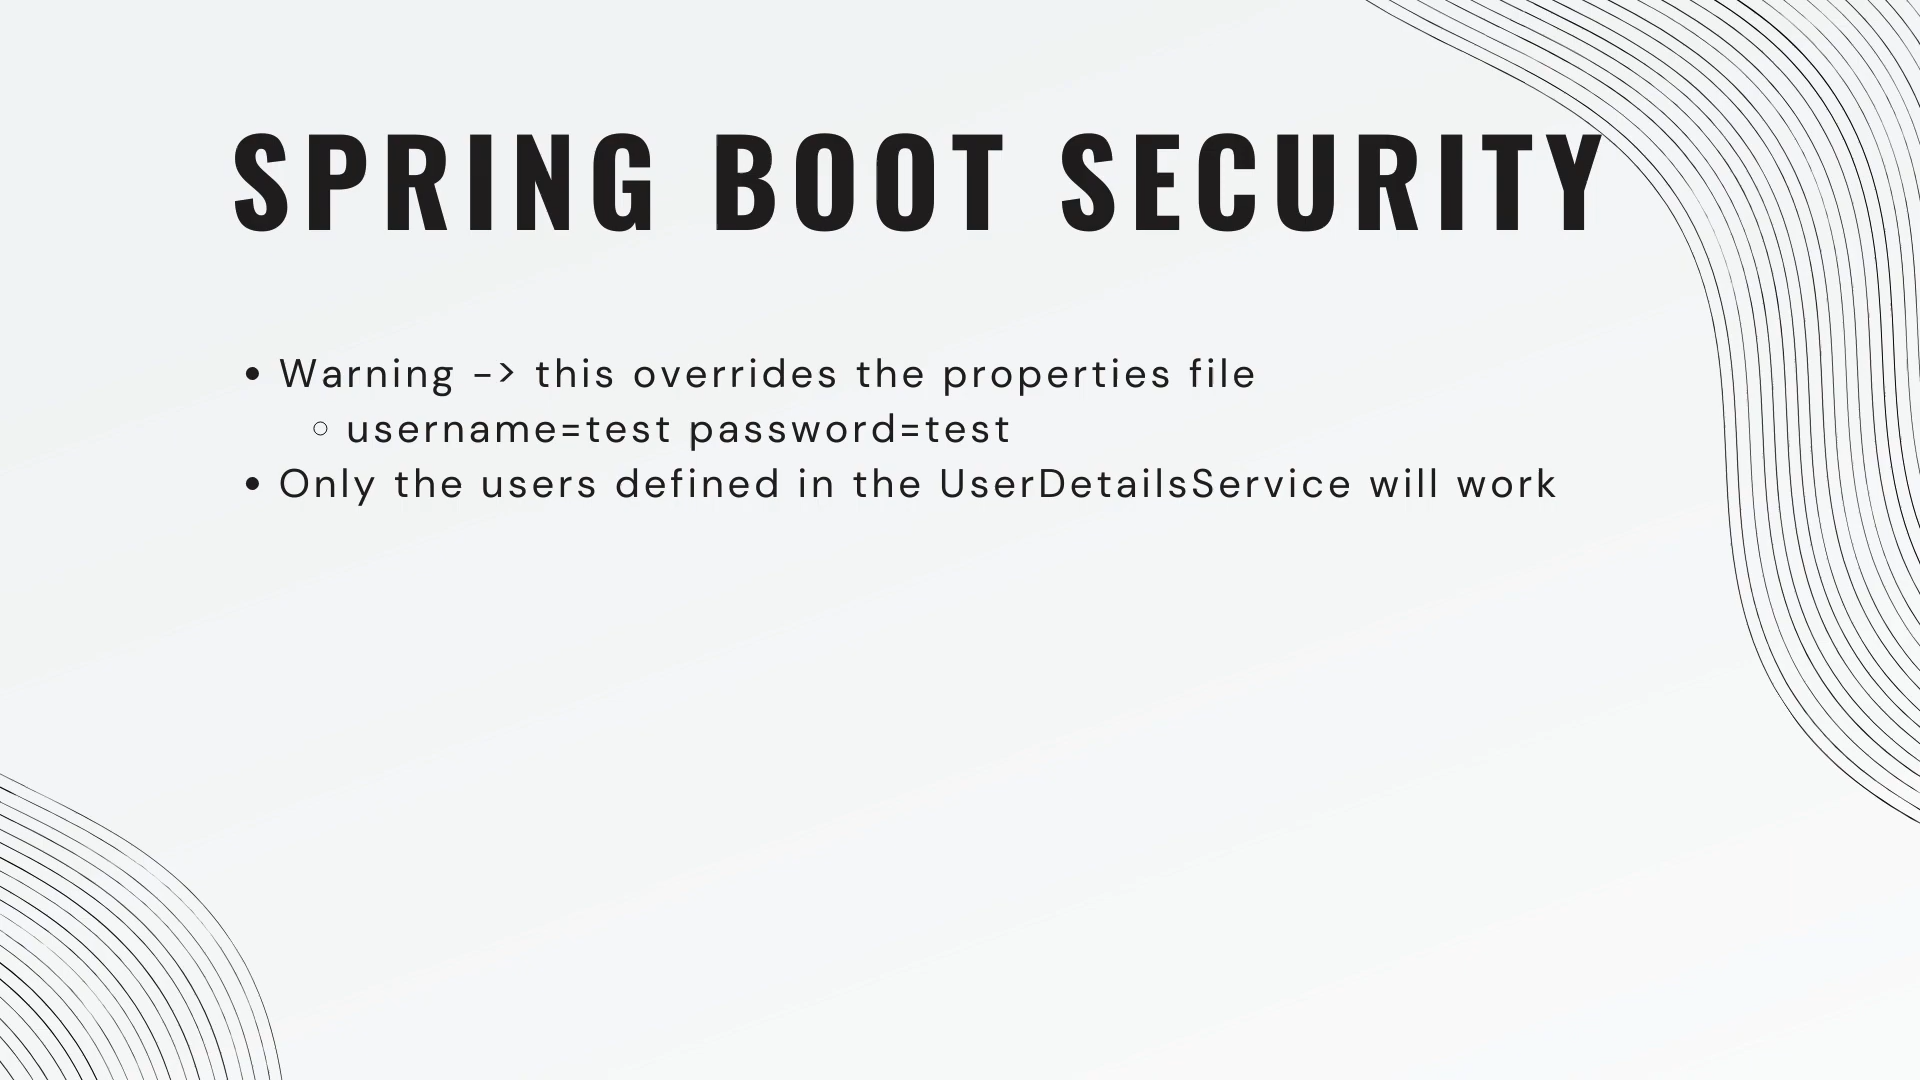 SPRING BOOT SECURITY
• Warning -> this overrides the properties file
◦ username=test password=test
• Only the users defined in the UserDetailsService will work